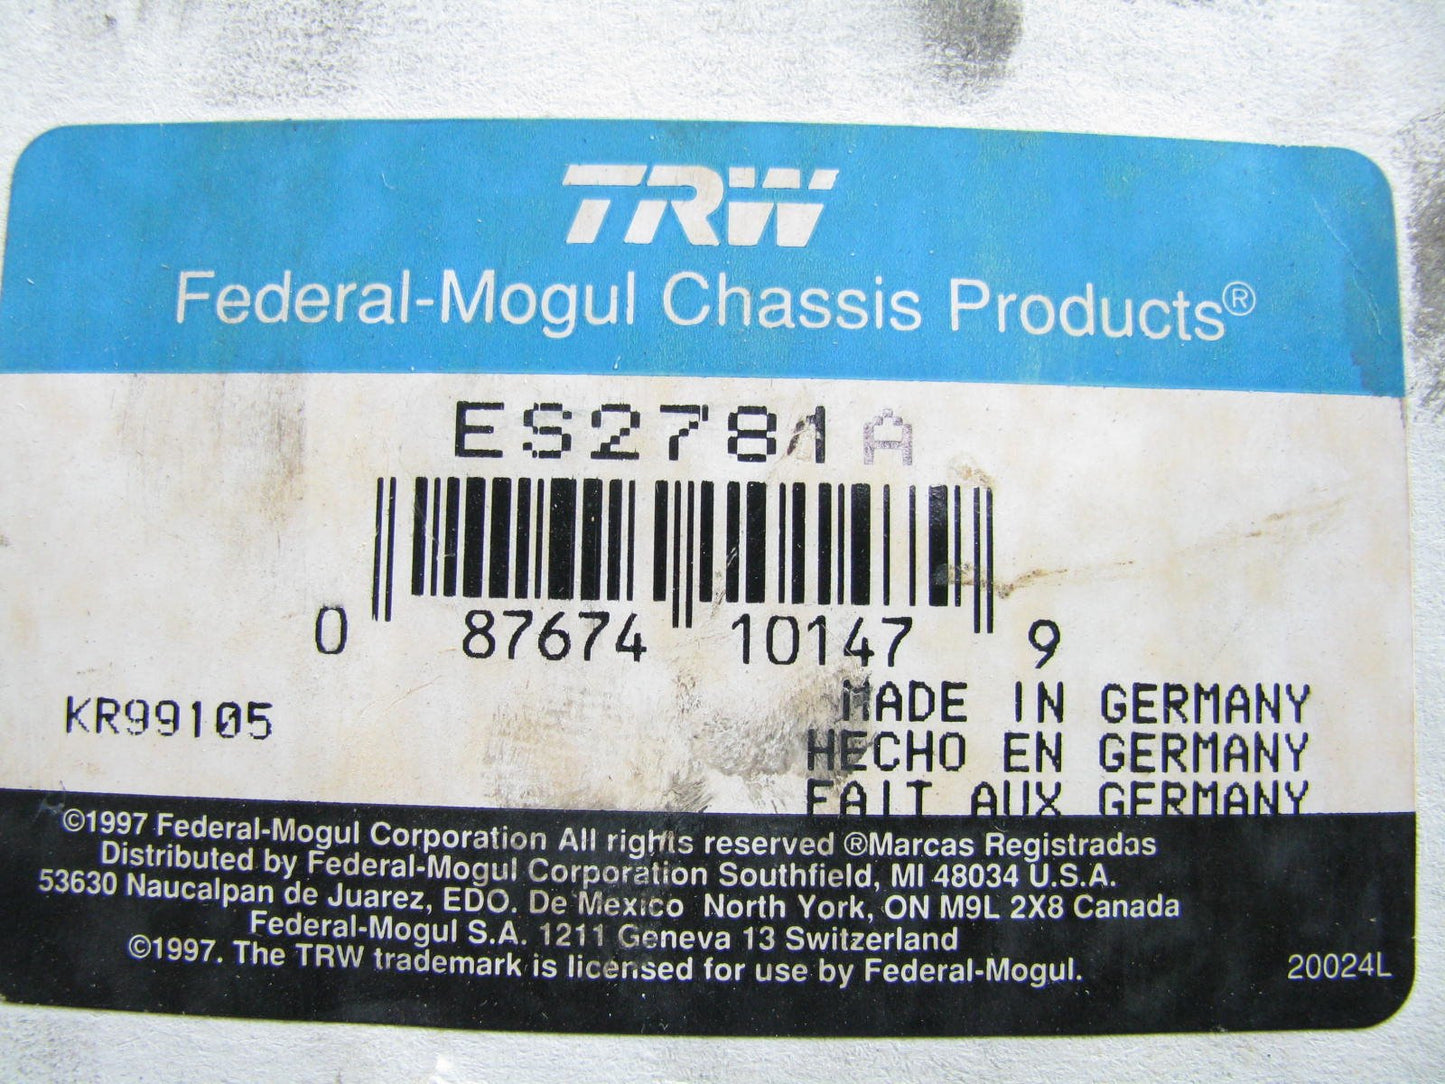 TRW
Federal-Mogul Chassis Products®
ES2781A
0 87674 10147 9
KR99105
MADE IN GERMANY
HECHO EN GERMANY
FAIT AUX GERMANY
©1997 Federal-Mogul Corporation All rights reserved ®Marcas Registradas
Distributed by Federal-Mogul Corporation Southfield, MI 48034 U.S.A.
53630 Naucalpan de Juarez, EDO. De Mexico North York, ON M9L 2X8 Canada
Federal-Mogul S.A. 1211 Geneva 13 Switzerland
©1997. The TRW trademark is licensed for use by Federal-Mogul.
20024L